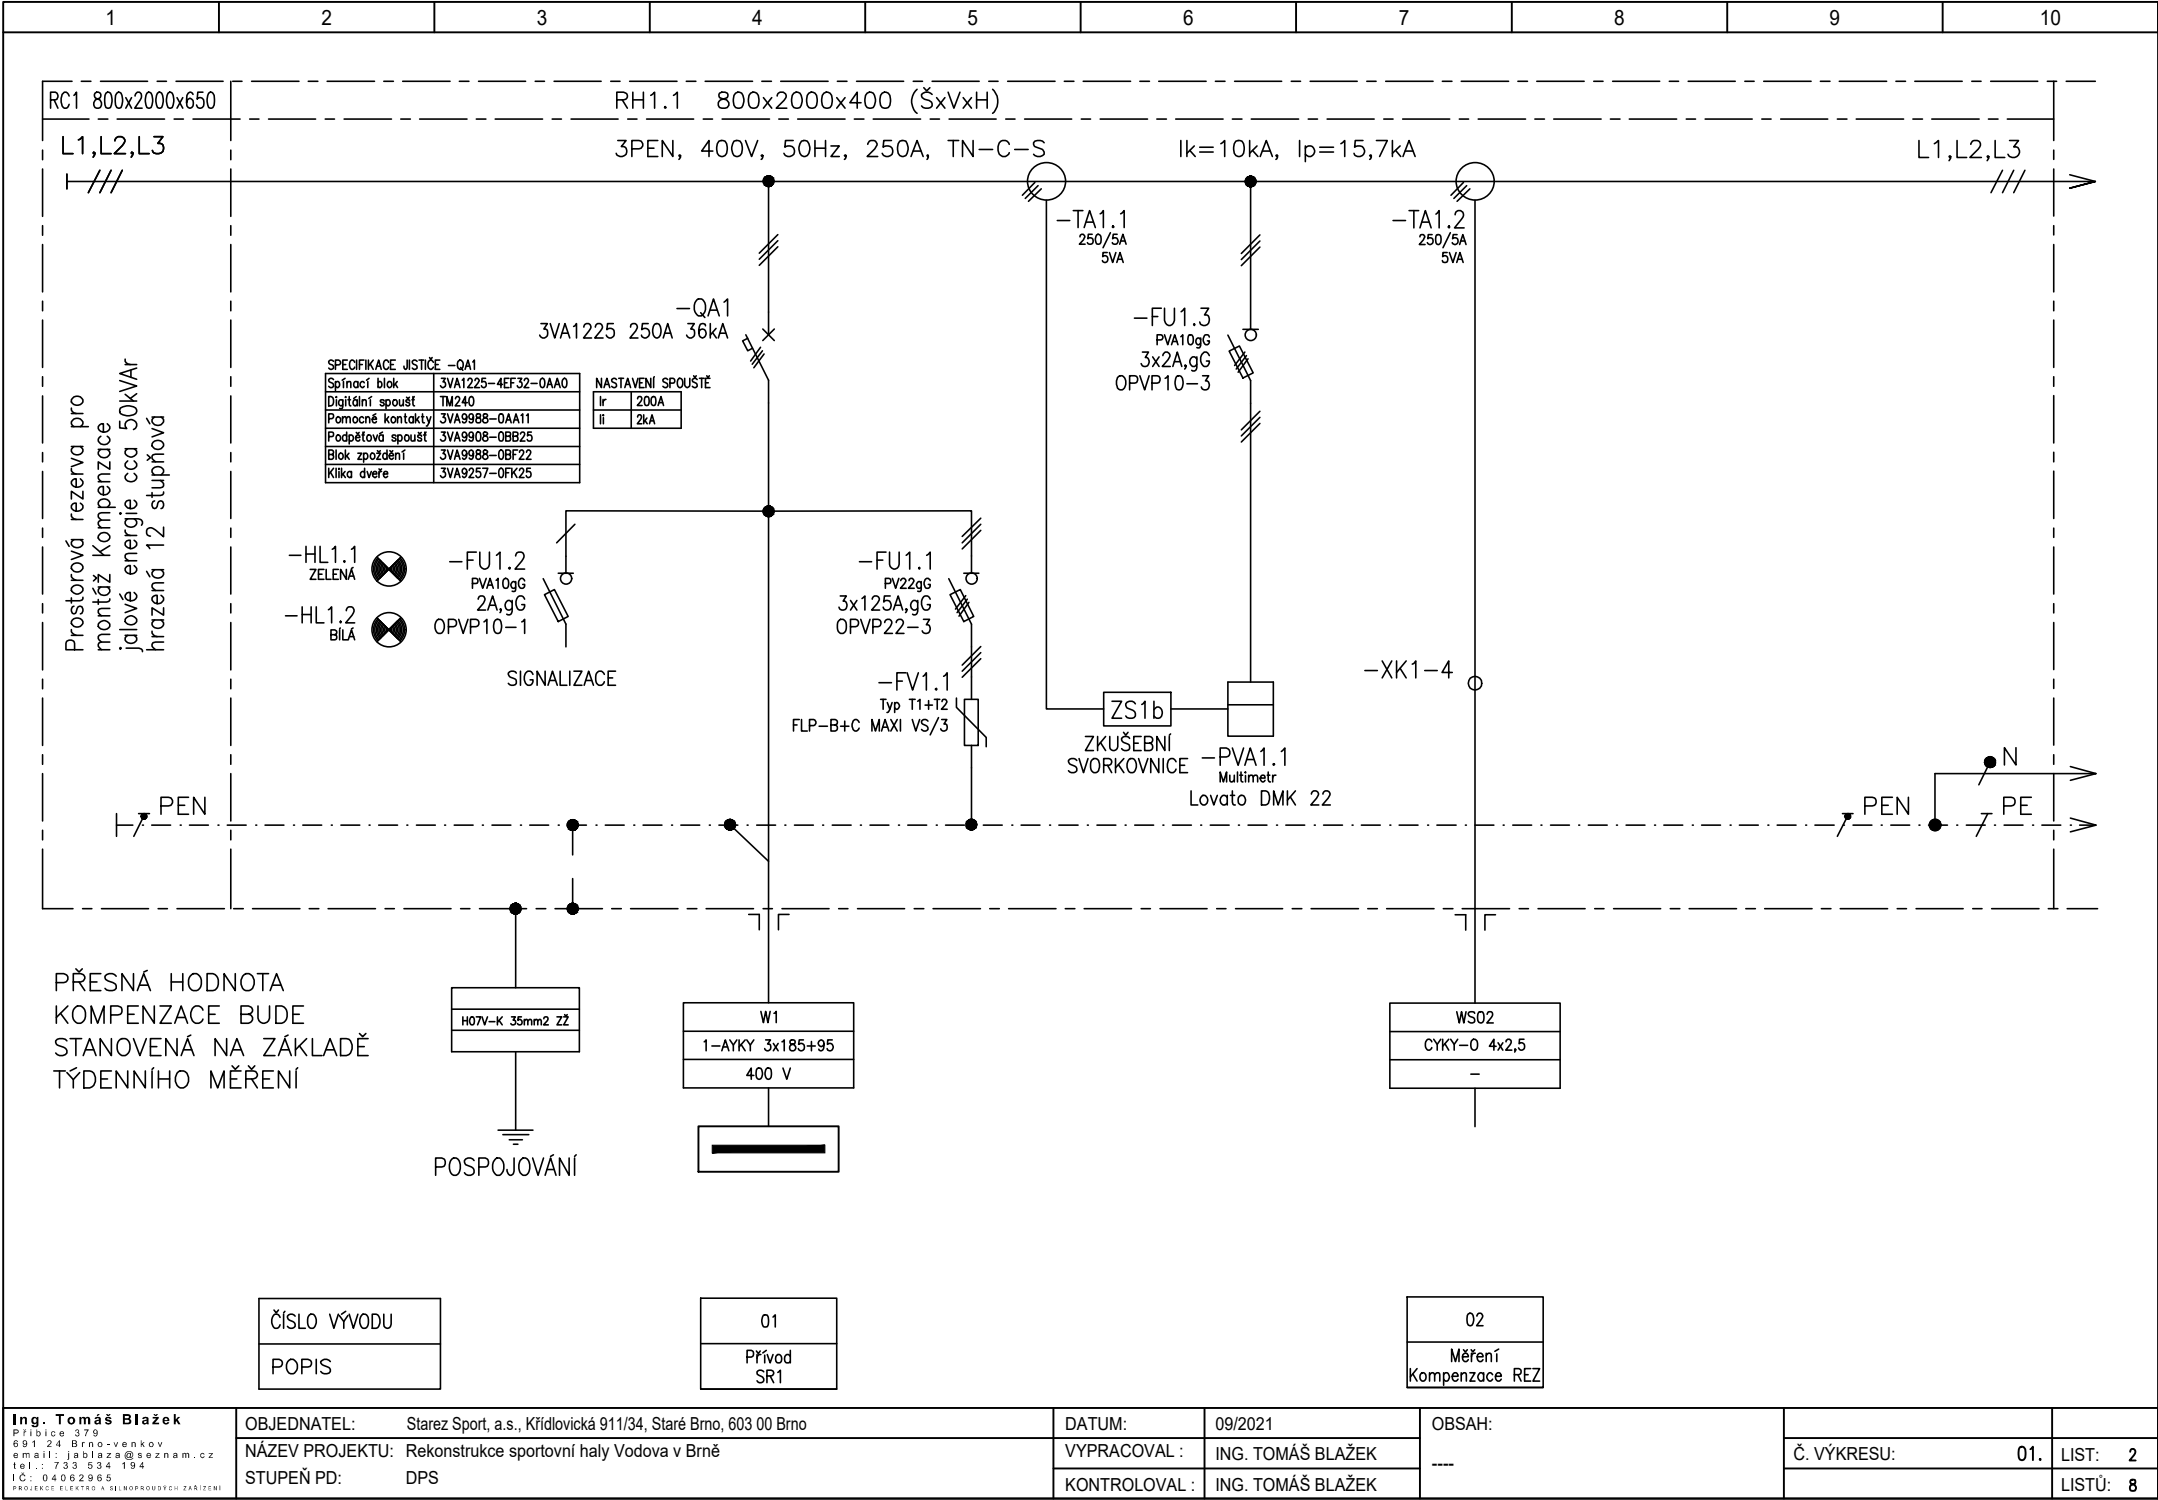 1 2 3 4 5 6 7 8 9 10
RC1 800x2000x650
RH1.1 800x2000x400 (ŠxVxH)
L1,L2,L3
3PEN, 400V, 50Hz, 250A, TN-C-S
Ik=10kA, Ip=15,7kA
L1,L2,L3
-TA1.1
250/5A
5VA
-TA1.2
250/5A
5VA
-QA1
3VA1225 250A 36kA
-FU1.3
PVA10gG
3x2A,gG
OPVP10-3
SPECIFIKACE JISTIČE -QA1
Spínací blok 3VA1225-4EF32-0AA0
Digitální spoušť TM240
Pomocné kontakty 3VA9988-0AA11
Podpěťová spoušť 3VA9908-0BB25
Blok zpoždění 3VA9988-0BF22
Klika dveře 3VA9257-0FK25
NASTAVENÍ SPOUŠTĚ
Ir 200A
Ii 2kA
Prostorová rezerva pro
montáž Kompenzace
jalové energie cca 50kVAr
hrazená 12 stupňová
-HL1.1
ZELENÁ
-HL1.2
BÍLÁ
-FU1.2
PVA10gG
2A,gG
OPVP10-1
SIGNALIZACE
-FU1.1
PV22gG
3x125A,gG
OPVP22-3
-FV1.1
Typ T1+T2
FLP-B+C MAXI VS/3
ZS1b
ZKUŠEBNÍ
SVORKOVNICE
-PVA1.1
Multimetr
Lovato DMK 22
-XK1-4
PEN
N
PEN
PE
PŘESNÁ HODNOTA
KOMPENZACE BUDE
STANOVENÁ NA ZÁKLADĚ
TÝDENNÍHO MĚŘENÍ
H07V-K 35mm2 ZŽ
POSPOJOVÁNÍ
W1
1-AYKY 3x185+95
400 V
WS02
CYKY-O 4x2,5
-
ČÍSLO VÝVODU
POPIS
01
Přívod
SR1
02
Měření
Kompenzace REZ
Ing. Tomáš Blažek
Přibice 379
691 24 Brno-venkov
email: jablaza@seznam.cz
tel.: 733 534 194
IČ: 04062965
PROJEKCE ELEKTRO A SILNOPROUDÝCH ZAŘÍZENÍ
OBJEDNATEL: Starez Sport, a.s., Křídlovická 911/34, Staré Brno, 603 00 Brno
NÁZEV PROJEKTU: Rekonstrukce sportovní haly Vodova v Brně
STUPEŇ PD: DPS
DATUM: 09/2021
VYPRACOVAL : ING. TOMÁŠ BLAŽEK
KONTROLOVAL : ING. TOMÁŠ BLAŽEK
OBSAH:
----
Č. VÝKRESU: 01.
LIST: 2
LISTŮ: 8